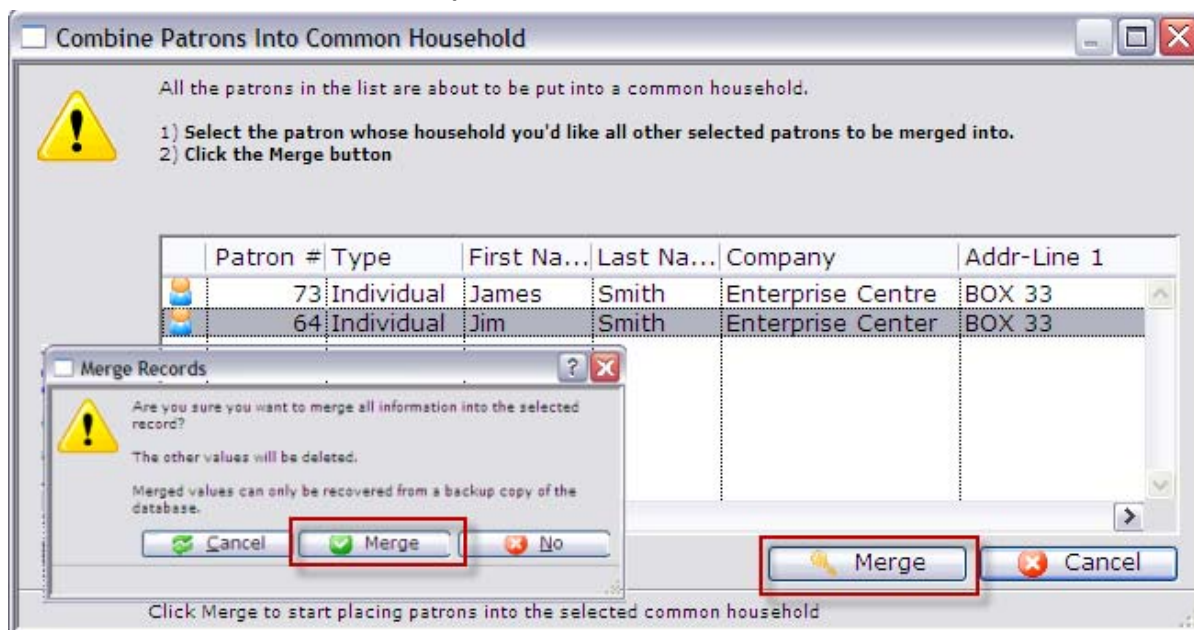 Combine Patrons Into Common Household
All the patrons in the list are about to be put into a common household.
1) Select the patron whose household you'd like all other selected patrons to be merged into.
2) Click the Merge button
Patron # Type First Na... Last Na... Company Addr-Line 1
73 Individual James Smith Enterprise Centre BOX 33
64 Individual Jim Smith Enterprise Center BOX 33
Merge Records
Are you sure you want to merge all information into the selected
record?
The other values will be deleted.
Merged values can only be recovered from a backup copy of the
database.
Cancel Merge No
Merge Cancel
Click Merge to start placing patrons into the selected common household